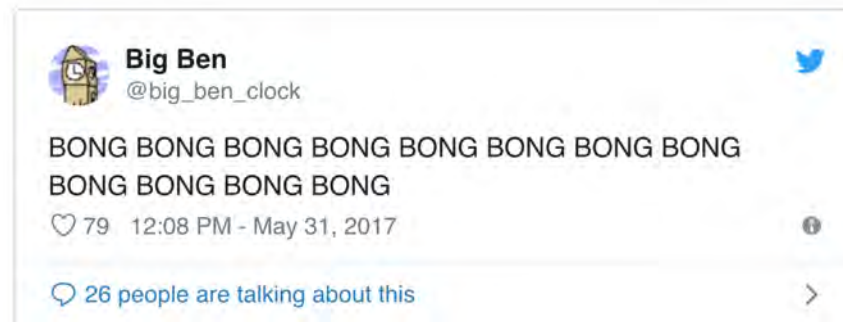 Big Ben
@big_ben_clock
BONG BONG BONG BONG BONG BONG BONG BONG
BONG BONG BONG BONG
79 12:08 PM - May 31, 2017
26 people are talking about this